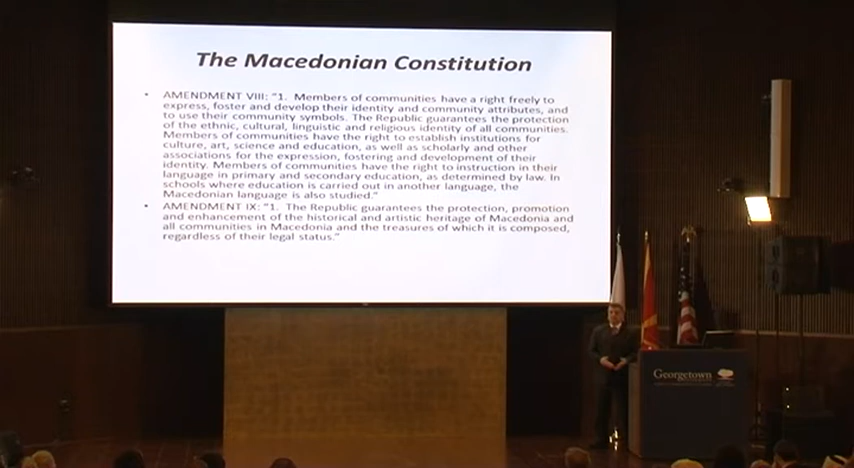 The Macedonian Constitution
• AMENDMENT VIII: "1. Members of communities have a right freely to
express, foster and develop their identity and community attributes, and
to use their community symbols. The Republic guarantees the protection
of the ethnic, cultural, linguistic and religious identity of all communities.
Members of communities have the right to establish institutions for
culture, art, science and education, as well as scholarly and other
associations for the expression, fostering and development of their
identity. Members of communities have the right to instruction in their
language in primary and secondary education, as determined by law. In
schools where education is carried out in another language, the
Macedonian language is also studied."
• AMENDMENT IX: "1. The Republic guarantees the protection, promotion
and enhancement of the historical and artistic heritage of Macedonia and
all communities in Macedonia and the treasures of which it is composed,
regardless of their legal status."
Georgetown